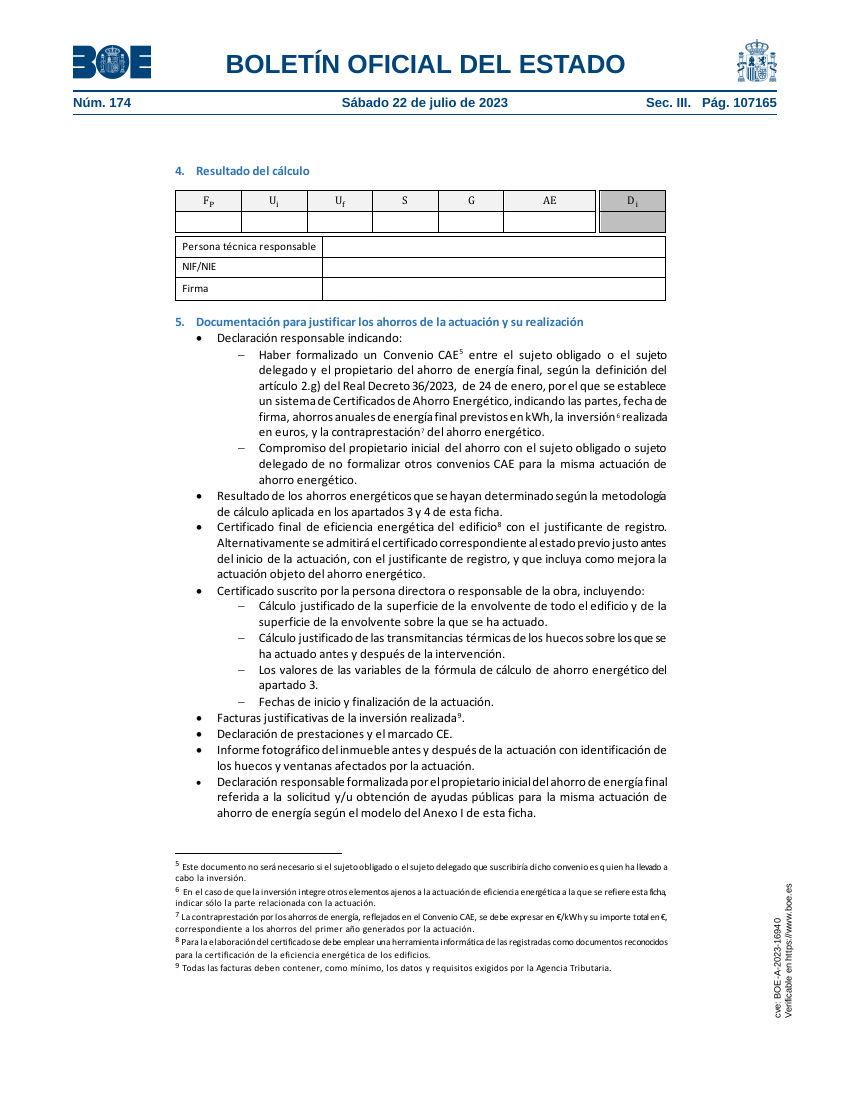 BOE
BOLETÍN OFICIAL DEL ESTADO
Núm. 174 Sábado 22 de julio de 2023 Sec. III. Pág. 107165
4. Resultado del cálculo
FP Ui Uf S G AE Di
Persona técnica responsable
NIF/NIE
Firma
5. Documentación para justificar los ahorros de la actuación y su realización
• Declaración responsable indicando:
– Haber formalizado un Convenio CAE5 entre el sujeto obligado o el sujeto
delegado y el propietario del ahorro de energía final, según la definición del
artículo 2.g) del Real Decreto 36/2023, de 24 de enero, por el que se establece
un sistema de Certificados de Ahorro Energético, indicando las partes, fecha de
firma, ahorros anuales de energía final previstos en kWh, la inversión6 realizada
en euros, y la contraprestación7 del ahorro energético.
– Compromiso del propietario inicial del ahorro con el sujeto obligado o sujeto
delegado de no formalizar otros convenios CAE para la misma actuación de
ahorro energético.
• Resultado de los ahorros energéticos que se hayan determinado según la metodología
de cálculo aplicada en los apartados 3 y 4 de esta ficha.
• Certificado final de eficiencia energética del edificio8 con el justificante de registro.
Alternativamente se admitirá el certificado correspondiente al estado previo justo antes
del inicio de la actuación, con el justificante de registro, y que incluya como mejora la
actuación objeto del ahorro energético.
• Certificado suscrito por la persona directora o responsable de la obra, incluyendo:
– Cálculo justificado de la superficie de la envolvente de todo el edificio y de la
superficie de la envolvente sobre la que se ha actuado.
– Cálculo justificado de las transmitancias térmicas de los huecos sobre los que se
ha actuado antes y después de la intervención.
– Los valores de las variables de la fórmula de cálculo de ahorro energético del
apartado 3.
– Fechas de inicio y finalización de la actuación.
• Facturas justificativas de la inversión realizada9.
• Declaración de prestaciones y el marcado CE.
• Informe fotográfico del inmueble antes y después de la actuación con identificación de
los huecos y ventanas afectados por la actuación.
• Declaración responsable formalizada por el propietario inicial del ahorro de energía final
referida a la solicitud y/u obtención de ayudas públicas para la misma actuación de
ahorro de energía según el modelo del Anexo I de esta ficha.
5 Este documento no será necesario si el sujeto obligado o el sujeto delegado que suscribiría dicho convenio es quien ha llevado a
cabo la inversión.
6 En el caso de que la inversión integre otros elementos ajenos a la actuación de eficiencia energética a la que se refiere esta ficha,
indicar sólo la parte relacionada con la actuación.
7 La contraprestación por los ahorros de energía, reflejados en el Convenio CAE, se debe expresar en €/kWh y su importe total en €,
correspondiente a los ahorros del primer año generados por la actuación.
8 Para la elaboración del certificado se debe emplear una herramienta informática de las registradas como documentos reconocidos
para la certificación de la eficiencia energética de los edificios.
9 Todas las facturas deben contener, como mínimo, los datos y requisitos exigidos por la Agencia Tributaria.
cve: BOE-A-2023-16940
Verificable en https://www.boe.es